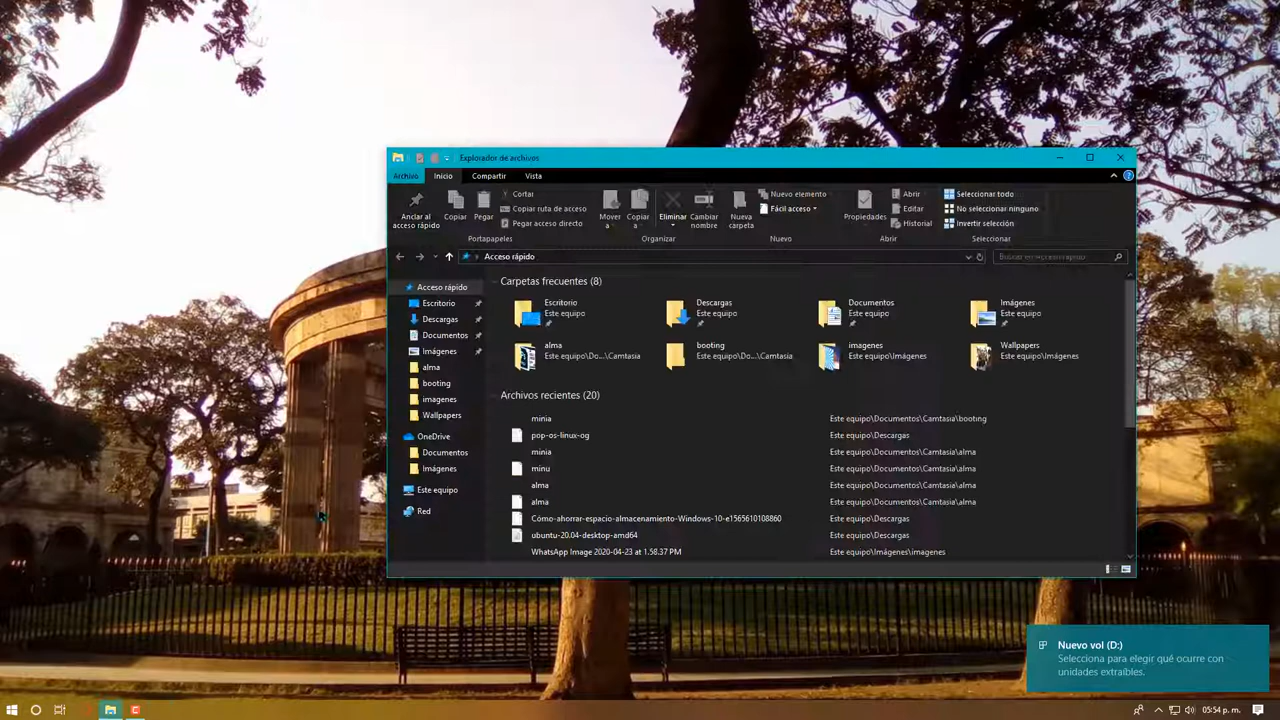 Explorador de archivos
Archivo Inicio Compartir Vista
Anclar al acceso rápido
Copiar
Pegar
Cortar
Copiar ruta de acceso
Pegar acceso directo
Portapapeles
Mover a
Copiar a
Eliminar
Cambiar nombre
Organizar
Nueva carpeta
Nuevo elemento
Fácil acceso
Nuevo
Propiedades
Abrir
Editar
Historial
Abrir
Seleccionar todo
No seleccionar ninguno
Invertir selección
Seleccionar
Acceso rápido
Buscar en Acceso rápido
Acceso rápido
Escritorio
Descargas
Documentos
Imágenes
alma
booting
imagenes
Wallpapers
OneDrive
Documentos
Imágenes
Este equipo
Red
Carpetas frecuentes (8)
Escritorio
Este equipo
Descargas
Este equipo
Documentos
Este equipo
Imágenes
Este equipo
alma
Este equipo\Do...\Camtasia
booting
Este equipo\Do...\Camtasia
imagenes
Este equipo\Imágenes
Wallpapers
Este equipo\Imágenes
Archivos recientes (20)
minia Este equipo\Documentos\Camtasia\booting
pop-os-linux-og Este equipo\Descargas
minia Este equipo\Documentos\Camtasia\alma
minu Este equipo\Documentos\Camtasia\alma
alma Este equipo\Documentos\Camtasia\alma
alma Este equipo\Documentos\Camtasia\alma
Cómo-ahorrar-espacio-almacenamiento-Windows-10-e1565610108860 Este equipo\Descargas
ubuntu-20.04-desktop-amd64 Este equipo\Descargas
WhatsApp Image 2020-04-23 at 1.58.37 PM Este equipo\Imágenes\imagenes
Nuevo vol (D:)
Selecciona para elegir qué ocurre con
unidades extraíbles.
05:54 p. m.